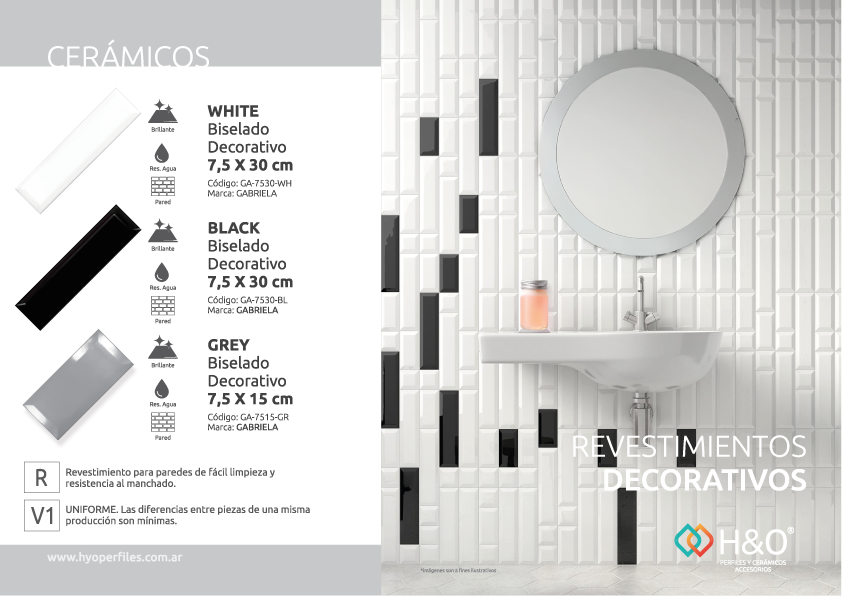 CERÁMICOS
Brillante
Res. Agua
Pared
WHITE
Biselado
Decorativo
7,5 X 30 cm
Código: GA-7530-WH
Marca: GABRIELA
Brillante
Res. Agua
Pared
BLACK
Biselado
Decorativo
7,5 X 30 cm
Código: GA-7530-BL
Marca: GABRIELA
Brillante
Res. Agua
Pared
GREY
Biselado
Decorativo
7,5 X 15 cm
Código: GA-7515-GR
Marca: GABRIELA
R
Revestimiento para paredes de fácil limpieza y
resistencia al manchado.
V1
UNIFORME. Las diferencias entre piezas de una misma
producción son mínimas.
www.hyoperfiles.com.ar
REVESTIMIENTOS
DECORATIVOS
H&O®
PERFILES Y CERÁMICOS
ACCESORIOS
*Imágenes son a fines ilustrativos